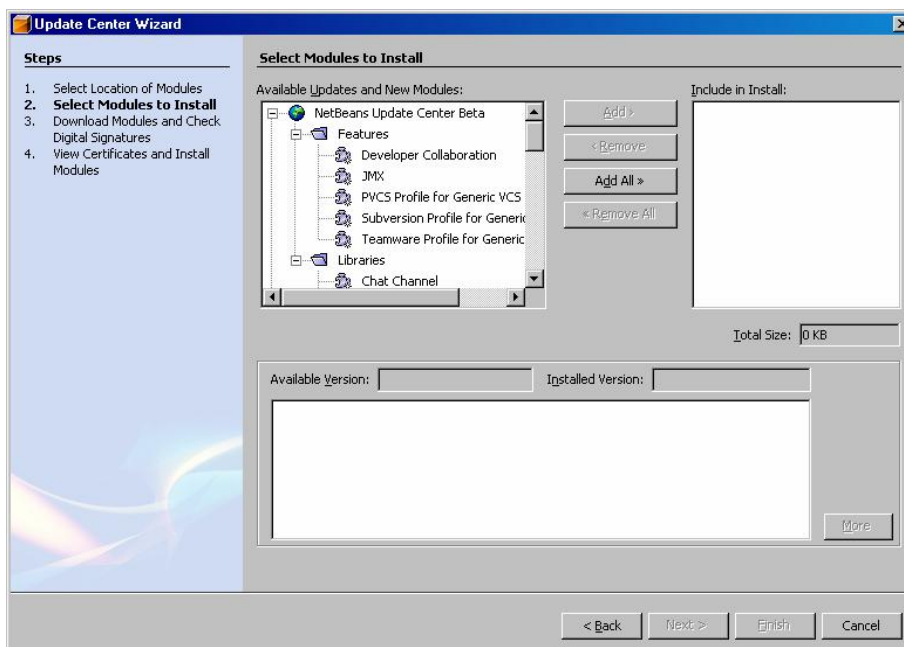 Update Center Wizard
Steps
1. Select Location of Modules
2. Select Modules to Install
3. Download Modules and Check
Digital Signatures
4. View Certificates and Install
Modules
Select Modules to Install
Available Updates and New Modules:
NetBeans Update Center Beta
Features
Developer Collaboration
JMX
PVCS Profile for Generic VCS
Subversion Profile for Generic
Teamware Profile for Generic
Libraries
Chat Channel
Add >
< Remove
Add All »
« Remove All
Include in Install:
Total Size: 0 KB
Available Version:
Installed Version:
More
< Back
Next >
Finish
Cancel